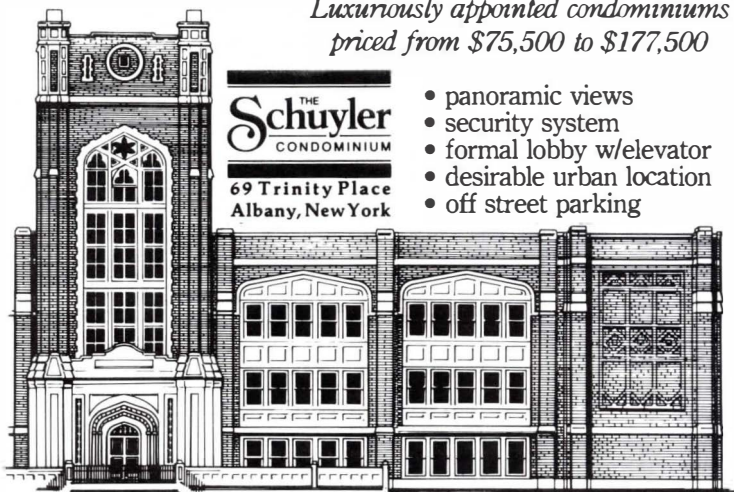 Luxuriously appointed condominiums
priced from $75,500 to $177,500
THE
Schuyler
CONDOMINIUM
69 Trinity Place
Albany, New York
• panoramic views
• security system
• formal lobby w/elevator
• desirable urban location
• off street parking